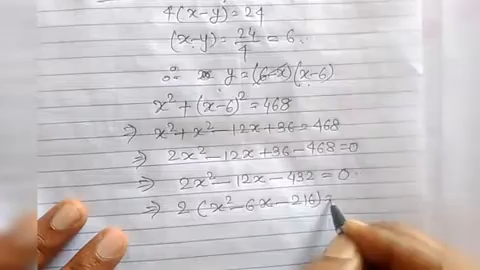 4(x-y)=24
(x-y)=24/4=6.
∴ y=(x-6)
x²+(x-6)²=468
⇒ x²+x²-12x+36=468
⇒ 2x²-12x+36-468=0
⇒ 2x²-12x-432=0.
⇒ 2(x²-6x-216)=